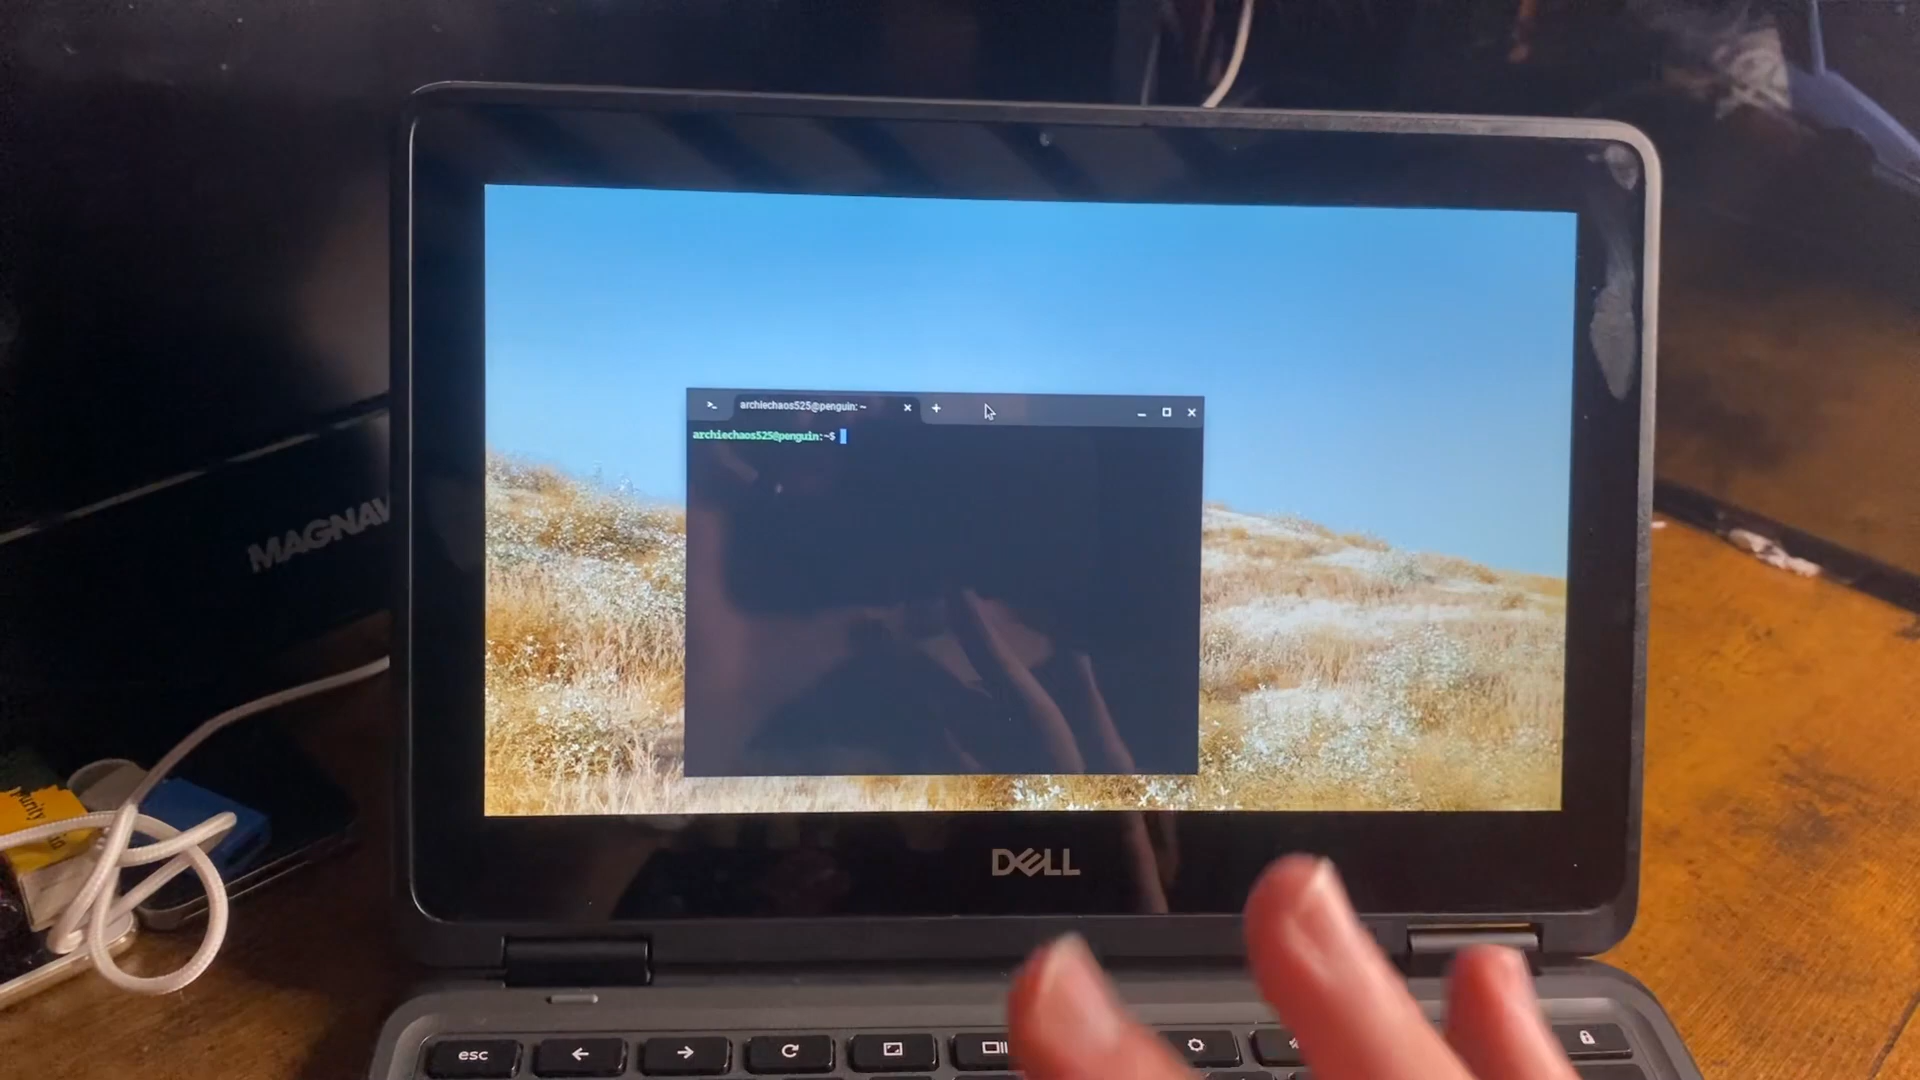 MAGNAV
archiechaos525@penguin: ~
archiechaos525@penguin:~$
DELL
esc